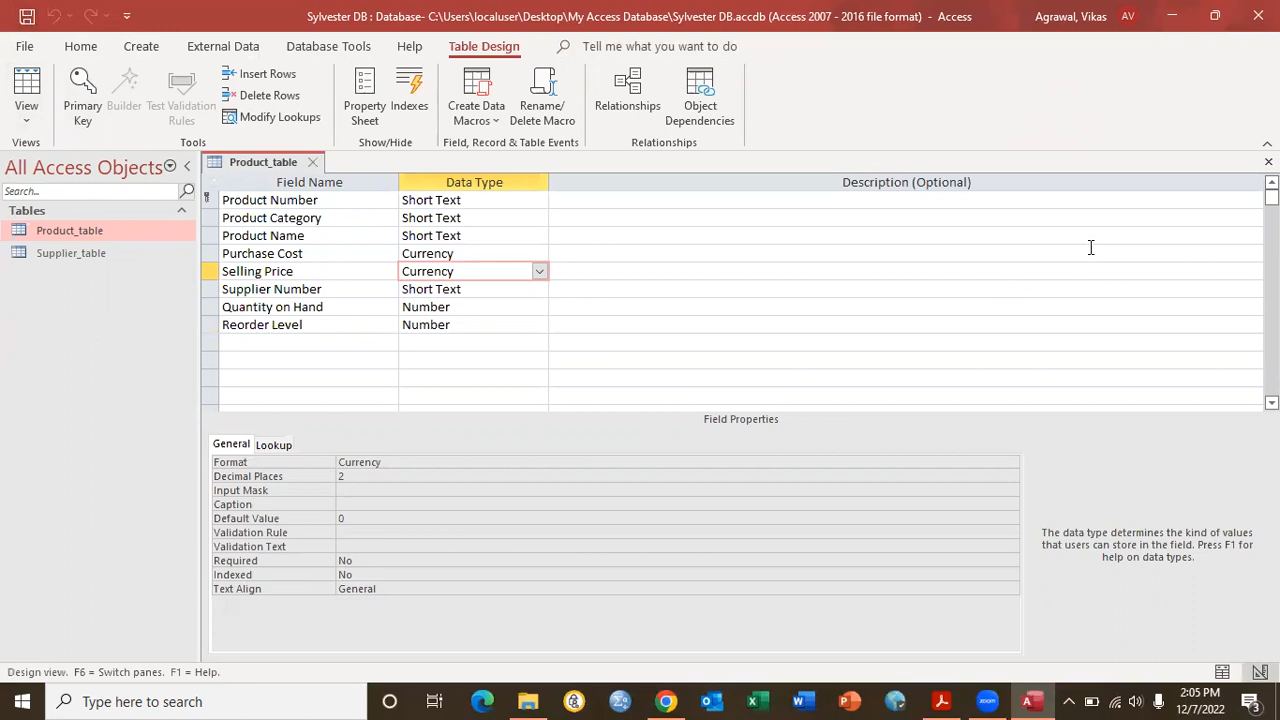 Sylvester DB : Database- C:\Users\localuser\Desktop\My Access Database\Sylvester DB.accdb (Access 2007 - 2016 file format) - Access
Agrawal, Vikas
AV
File
Home
Create
External Data
Database Tools
Help
Table Design
Tell me what you want to do
View
Primary Key
Builder
Test Validation Rules
Insert Rows
Delete Rows
Modify Lookups
Property Sheet
Indexes
Create Data Macros
Rename/ Delete Macro
Relationships
Object Dependencies
Views
Tools
Show/Hide
Field, Record & Table Events
Relationships
All Access Objects
Search...
Tables
Product_table
Supplier_table
Product_table
Field Name Data Type Description (Optional)
Product Number Short Text
Product Category Short Text
Product Name Short Text
Purchase Cost Currency
Selling Price Currency
Supplier Number Short Text
Quantity on Hand Number
Reorder Level Number
Field Properties
General Lookup
Format Currency
Decimal Places 2
Input Mask
Caption
Default Value 0
Validation Rule
Validation Text
Required No
Indexed No
Text Align General
The data type determines the kind of values
that users can store in the field. Press F1 for
help on data types.
Design view. F6 = Switch panes. F1 = Help.
Type here to search
zoom
2:05 PM
12/7/2022
3